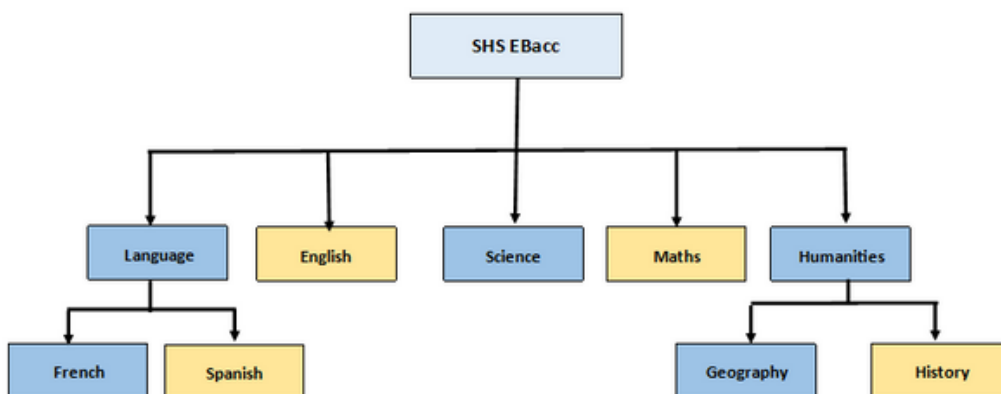 SHS EBacc
Language
English
Science
Maths
Humanities
French
Spanish
Geography
History